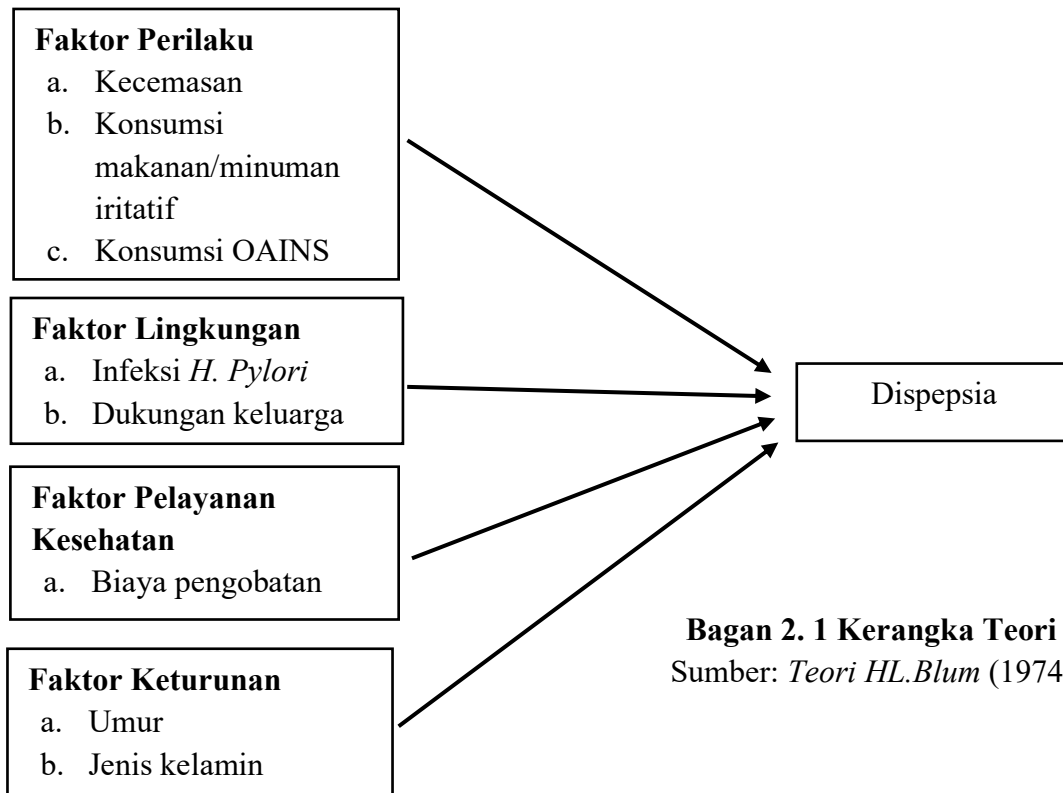 Faktor Perilaku
a. Kecemasan
b. Konsumsi
makanan/minuman
iritatif
c. Konsumsi OAINS
Faktor Lingkungan
a. Infeksi H. Pylori
b. Dukungan keluarga
Faktor Pelayanan
Kesehatan
a. Biaya pengobatan
Faktor Keturunan
a. Umur
b. Jenis kelamin
Dispepsia
Bagan 2. 1 Kerangka Teori
Sumber: Teori HL.Blum (1974